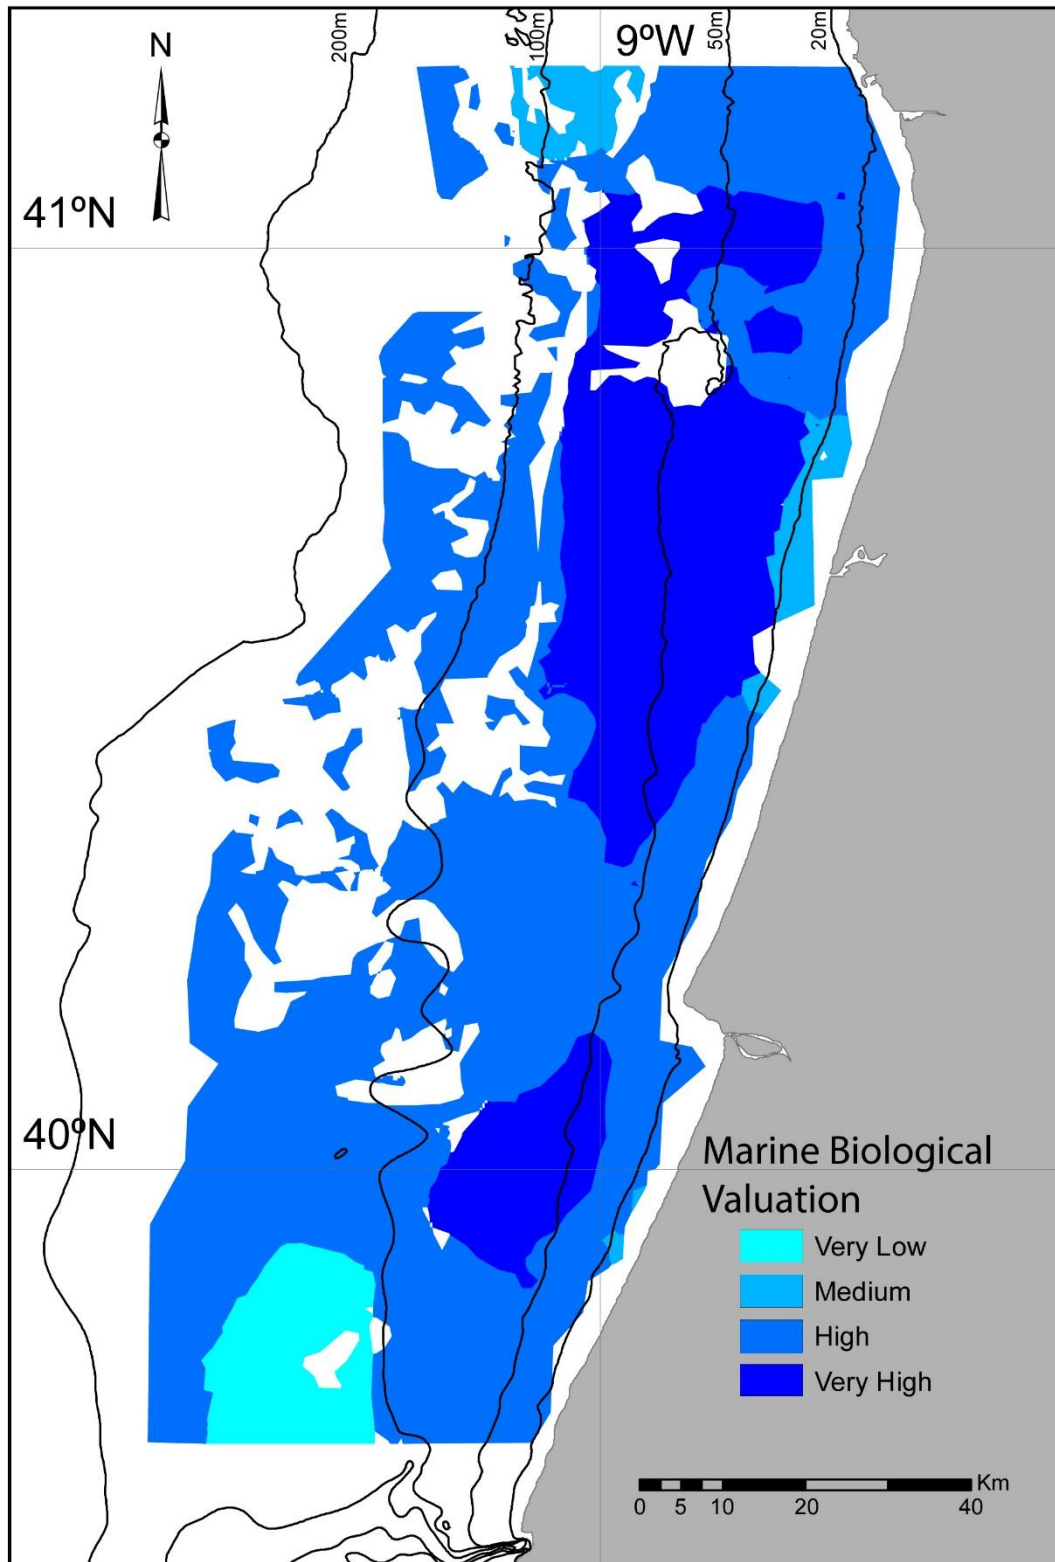 N
200m
100m
9ºW
50m
20m
41ºN
40ºN
Marine Biological
Valuation
Very Low
Medium
High
Very High
Km
0 5 10 20 40